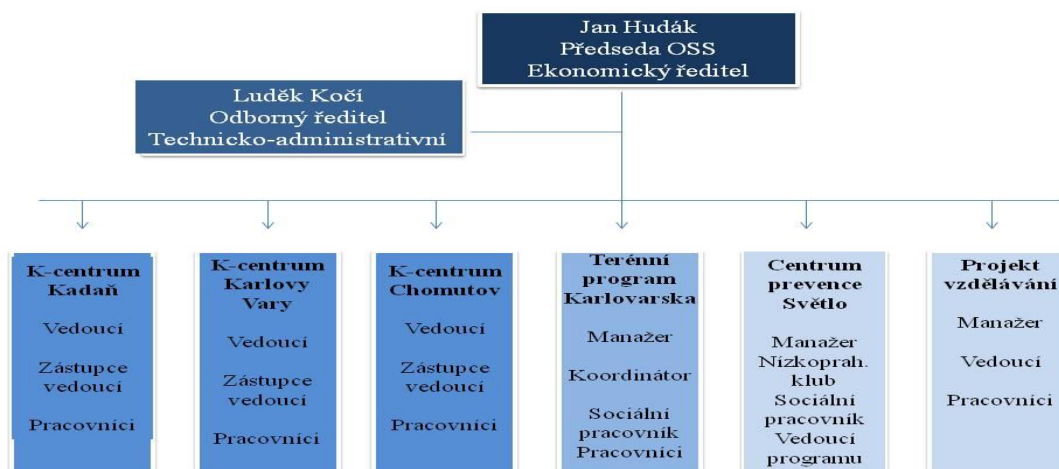 Jan Hudák
Předseda OSS
Ekonomický ředitel
Luděk Kočí
Odborný ředitel
Technicko-administrativní
K-centrum
Kadaň
Vedoucí
Zástupce
vedoucí
Pracovníci
K-centrum
Karlovy
Vary
Vedoucí
Zástupce
vedoucí
Pracovníci
K-centrum
Chomutov
Vedoucí
Zástupce
vedoucí
Pracovníci
Terénní
program
Karlovarska
Manažer
Koordinátor
Sociální
pracovník
Pracovníci
Centrum
prevence
Světlo
Manažer
Nízkoprah.
klub
Sociální
pracovník
Vedoucí
programu
Projekt
vzdělávání
Manažer
Vedoucí
Pracovníci